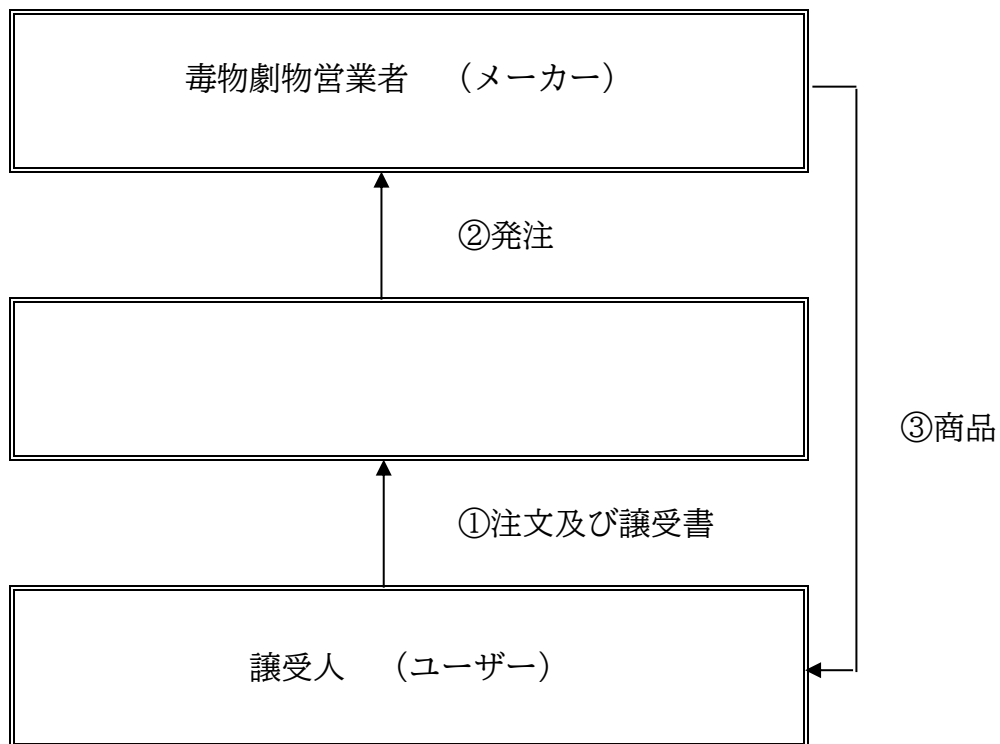 毒物劇物営業者　（メーカー）
②発注
③商品
①注文及び譲受書
譲受人　（ユーザー）